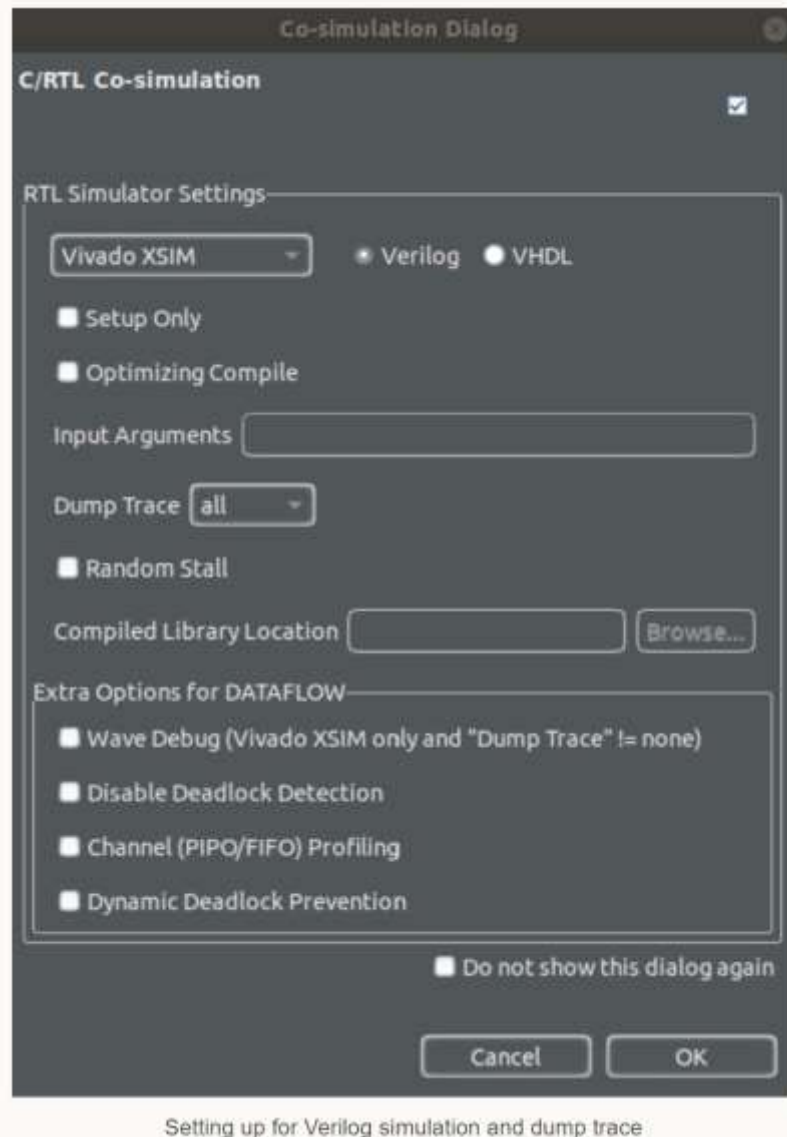 Co-simulation Dialog
C/RTL Co-simulation
RTL Simulator Settings
Vivado XSIM Verilog VHDL
Setup Only
Optimizing Compile
Input Arguments
Dump Trace all
Random Stall
Compiled Library Location Browse...
Extra Options for DATAFLOW
Wave Debug (Vivado XSIM only and "Dump Trace" != none)
Disable Deadlock Detection
Channel (PIPO/FIFO) Profiling
Dynamic Deadlock Prevention
Do not show this dialog again
Cancel OK
Setting up for Verilog simulation and dump trace